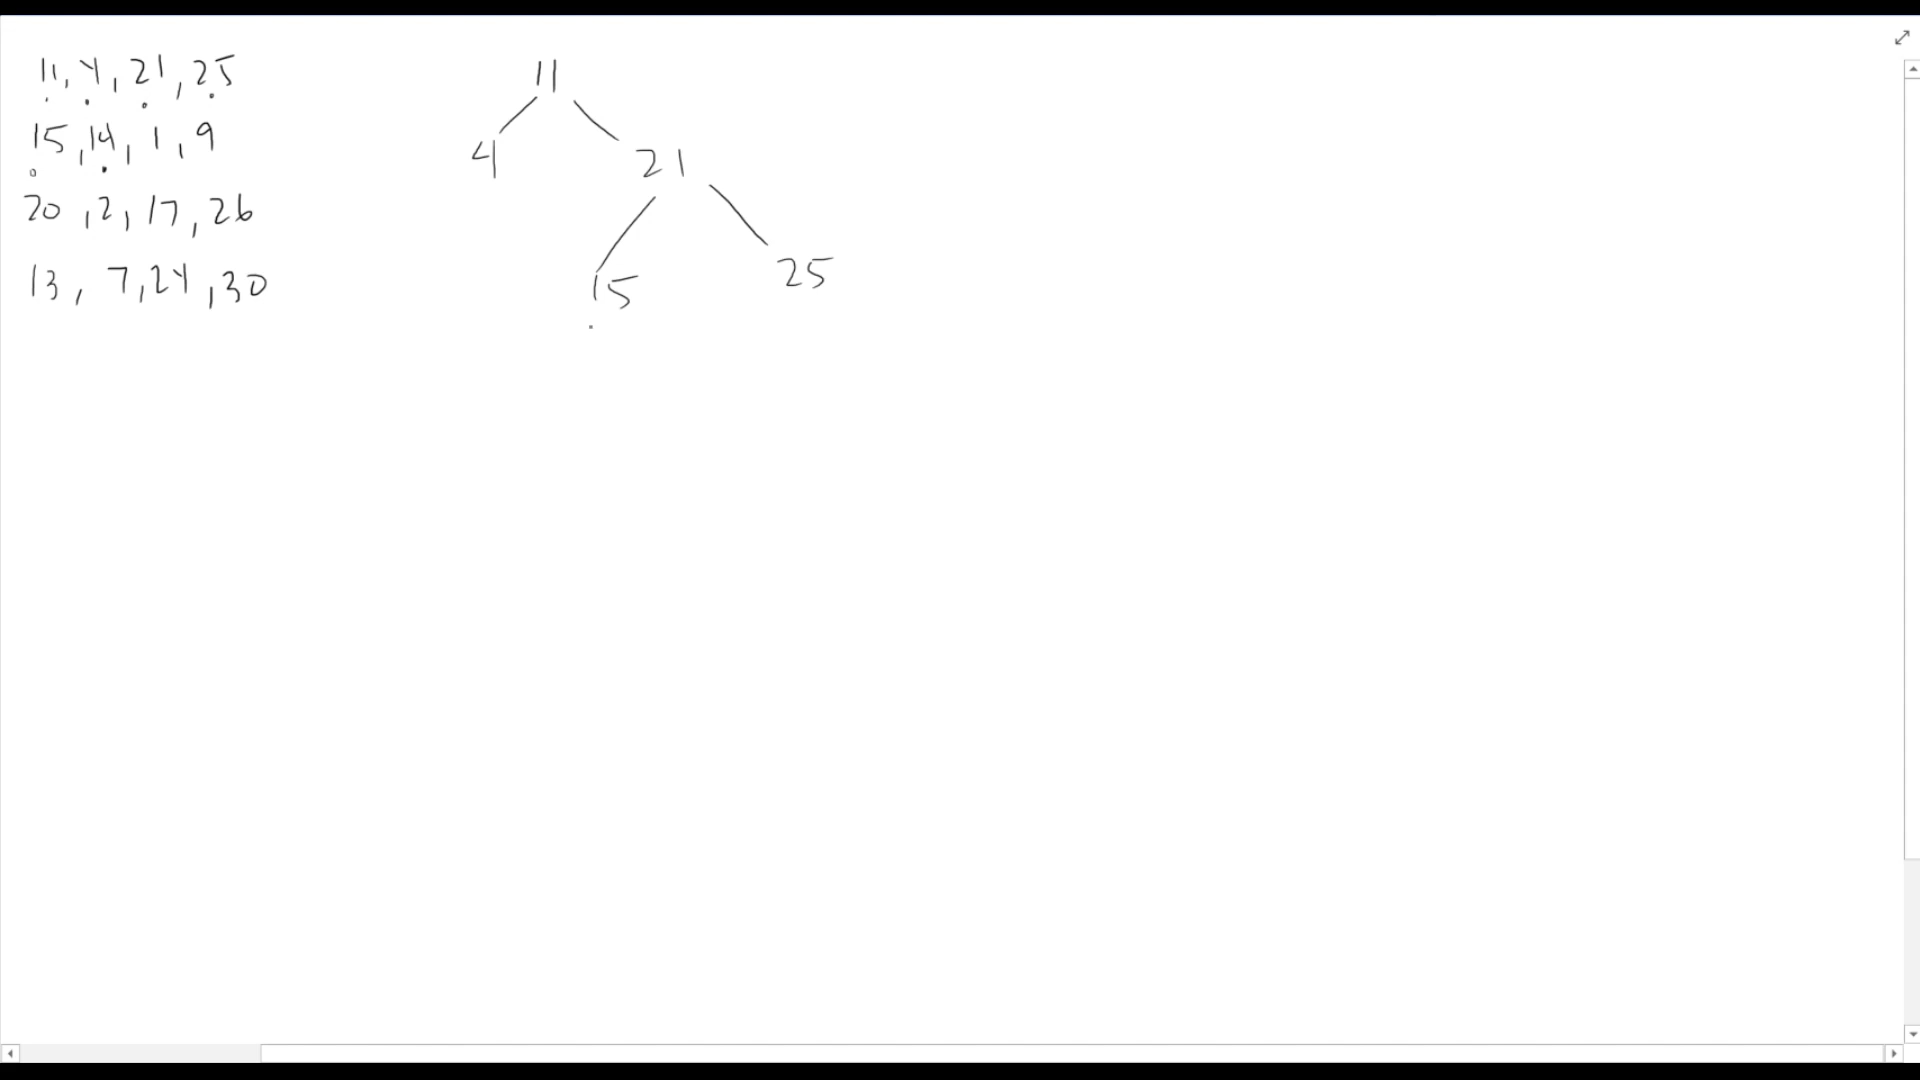 11, 4, 21, 25
15, 14, 1, 9
20, 2, 17, 26
13, 7, 24, 30
11
4 21
15 25